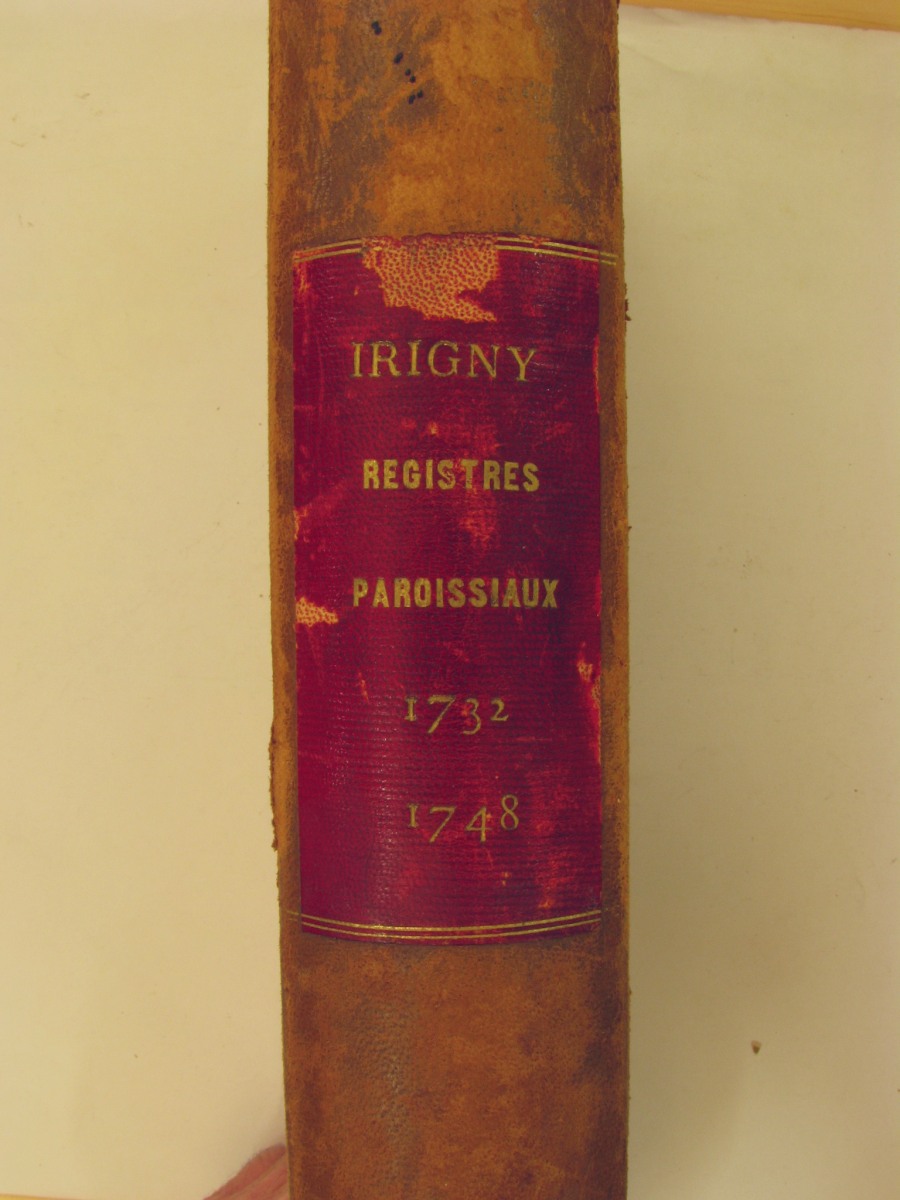 IRIGNY
REGISTRES
PAROISSIAUX
1732
1748